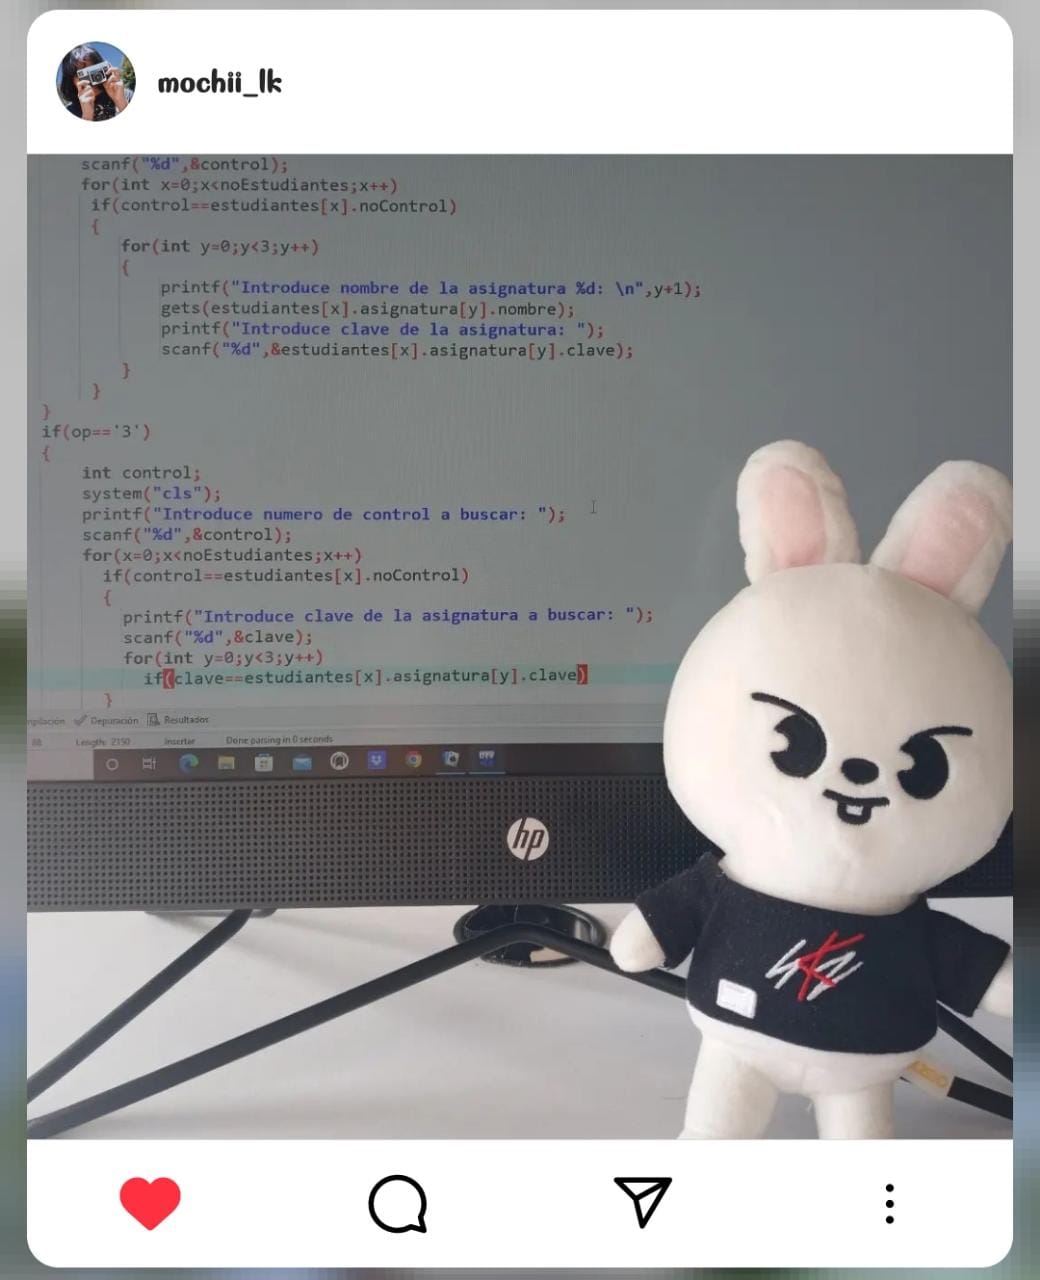 mochii_lk
scanf("%d",&control);
for(int x=0;x<noEstudiantes;x++)
if(control==estudiantes[x].noControl)
{
for(int y=0;y<3;y++)
{
printf("Introduce nombre de la asignatura %d: \n",y+1);
gets(estudiantes[x].asignatura[y].nombre);
printf("Introduce clave de la asignatura: ");
scanf("%d",&estudiantes[x].asignatura[y].clave);
}
}
}
if(op=='3')
{
int control;
system("cls");
printf("Introduce numero de control a buscar: ");
scanf("%d",&control);
for(x=0;x<noEstudiantes;x++)
if(control==estudiantes[x].noControl)
{
printf("Introduce clave de la asignatura a buscar: ");
scanf("%d",&clave);
for(int y=0;y<3;y++)
if(clave==estudiantes[x].asignatura[y].clave)
}
Depuración Resultados
88 Length: 2150 Insertar Done parsing in 0 seconds
DEV
hp
SKZ